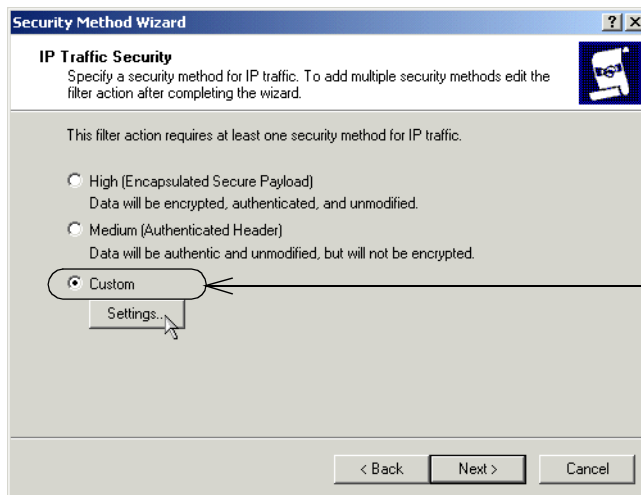 Security Method Wizard
IP Traffic Security
Specify a security method for IP traffic. To add multiple security methods edit the
filter action after completing the wizard.
This filter action requires at least one security method for IP traffic.
High (Encapsulated Secure Payload)
Data will be encrypted, authenticated, and unmodified.
Medium (Authenticated Header)
Data will be authentic and unmodified, but will not be encrypted.
Custom
Settings...
< Back
Next >
Cancel